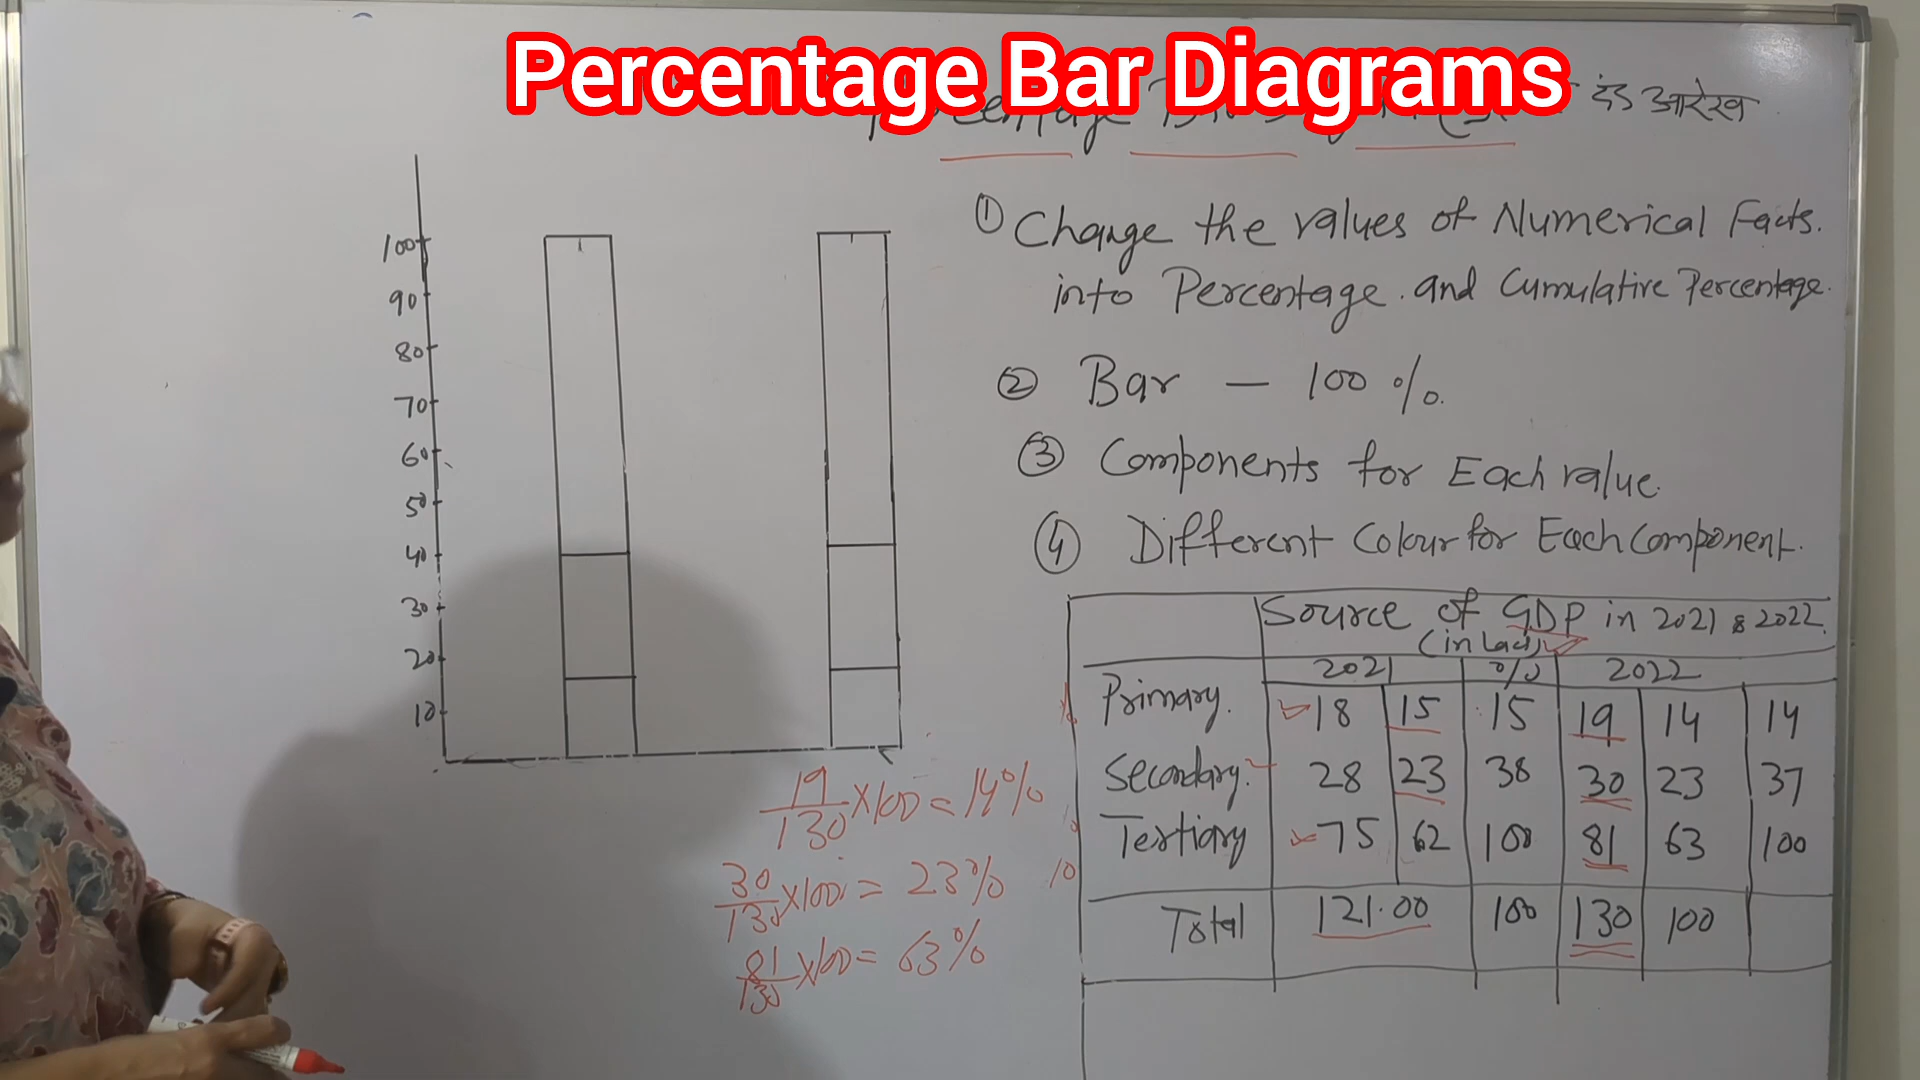 Percentage Bar Diagrams
दंड आरेख
① Change the values of Numerical Facts.
into Percentage. and Cumulative Percentage.
② Bar — 100 %.
③ Components for Each value.
④ Different Colour for Each Component.
100
90
80
70
60
50
40
30
20
10
Source of GDP in 2021 & 2022
(in Lacs)
2021 % 2022
Primary. 18 15 15 19 14 14
Secondary. 28 23 38 30 23 37
Tertiary 75 62 100 81 63 100
Total 121.00 100 130 100
19/130 X100 = 14%
30/130 X100 = 23%
81/130 X100 = 63%
10